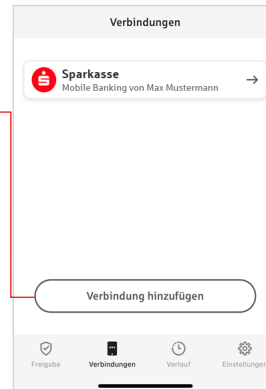 Verbindungen
Sparkasse
Mobile Banking von Max Mustermann
Verbindung hinzufügen
Freigabe Verbindungen Verlauf Einstellungen